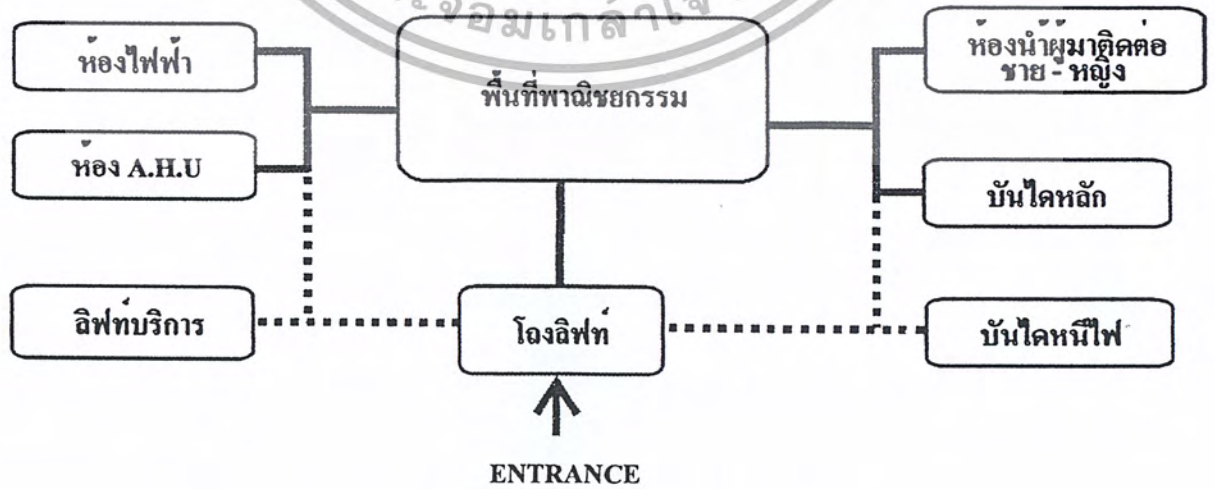 ห้องไฟฟ้า
พื้นที่พาณิชยกรรม
ห้องน้ำผู้มาติดต่อ
ชาย - หญิง
ห้อง A.H.U
บันไดหลัก
ลิฟท์บริการ
โถงลิฟท์
บันไดหนีไฟ
ENTRANCE